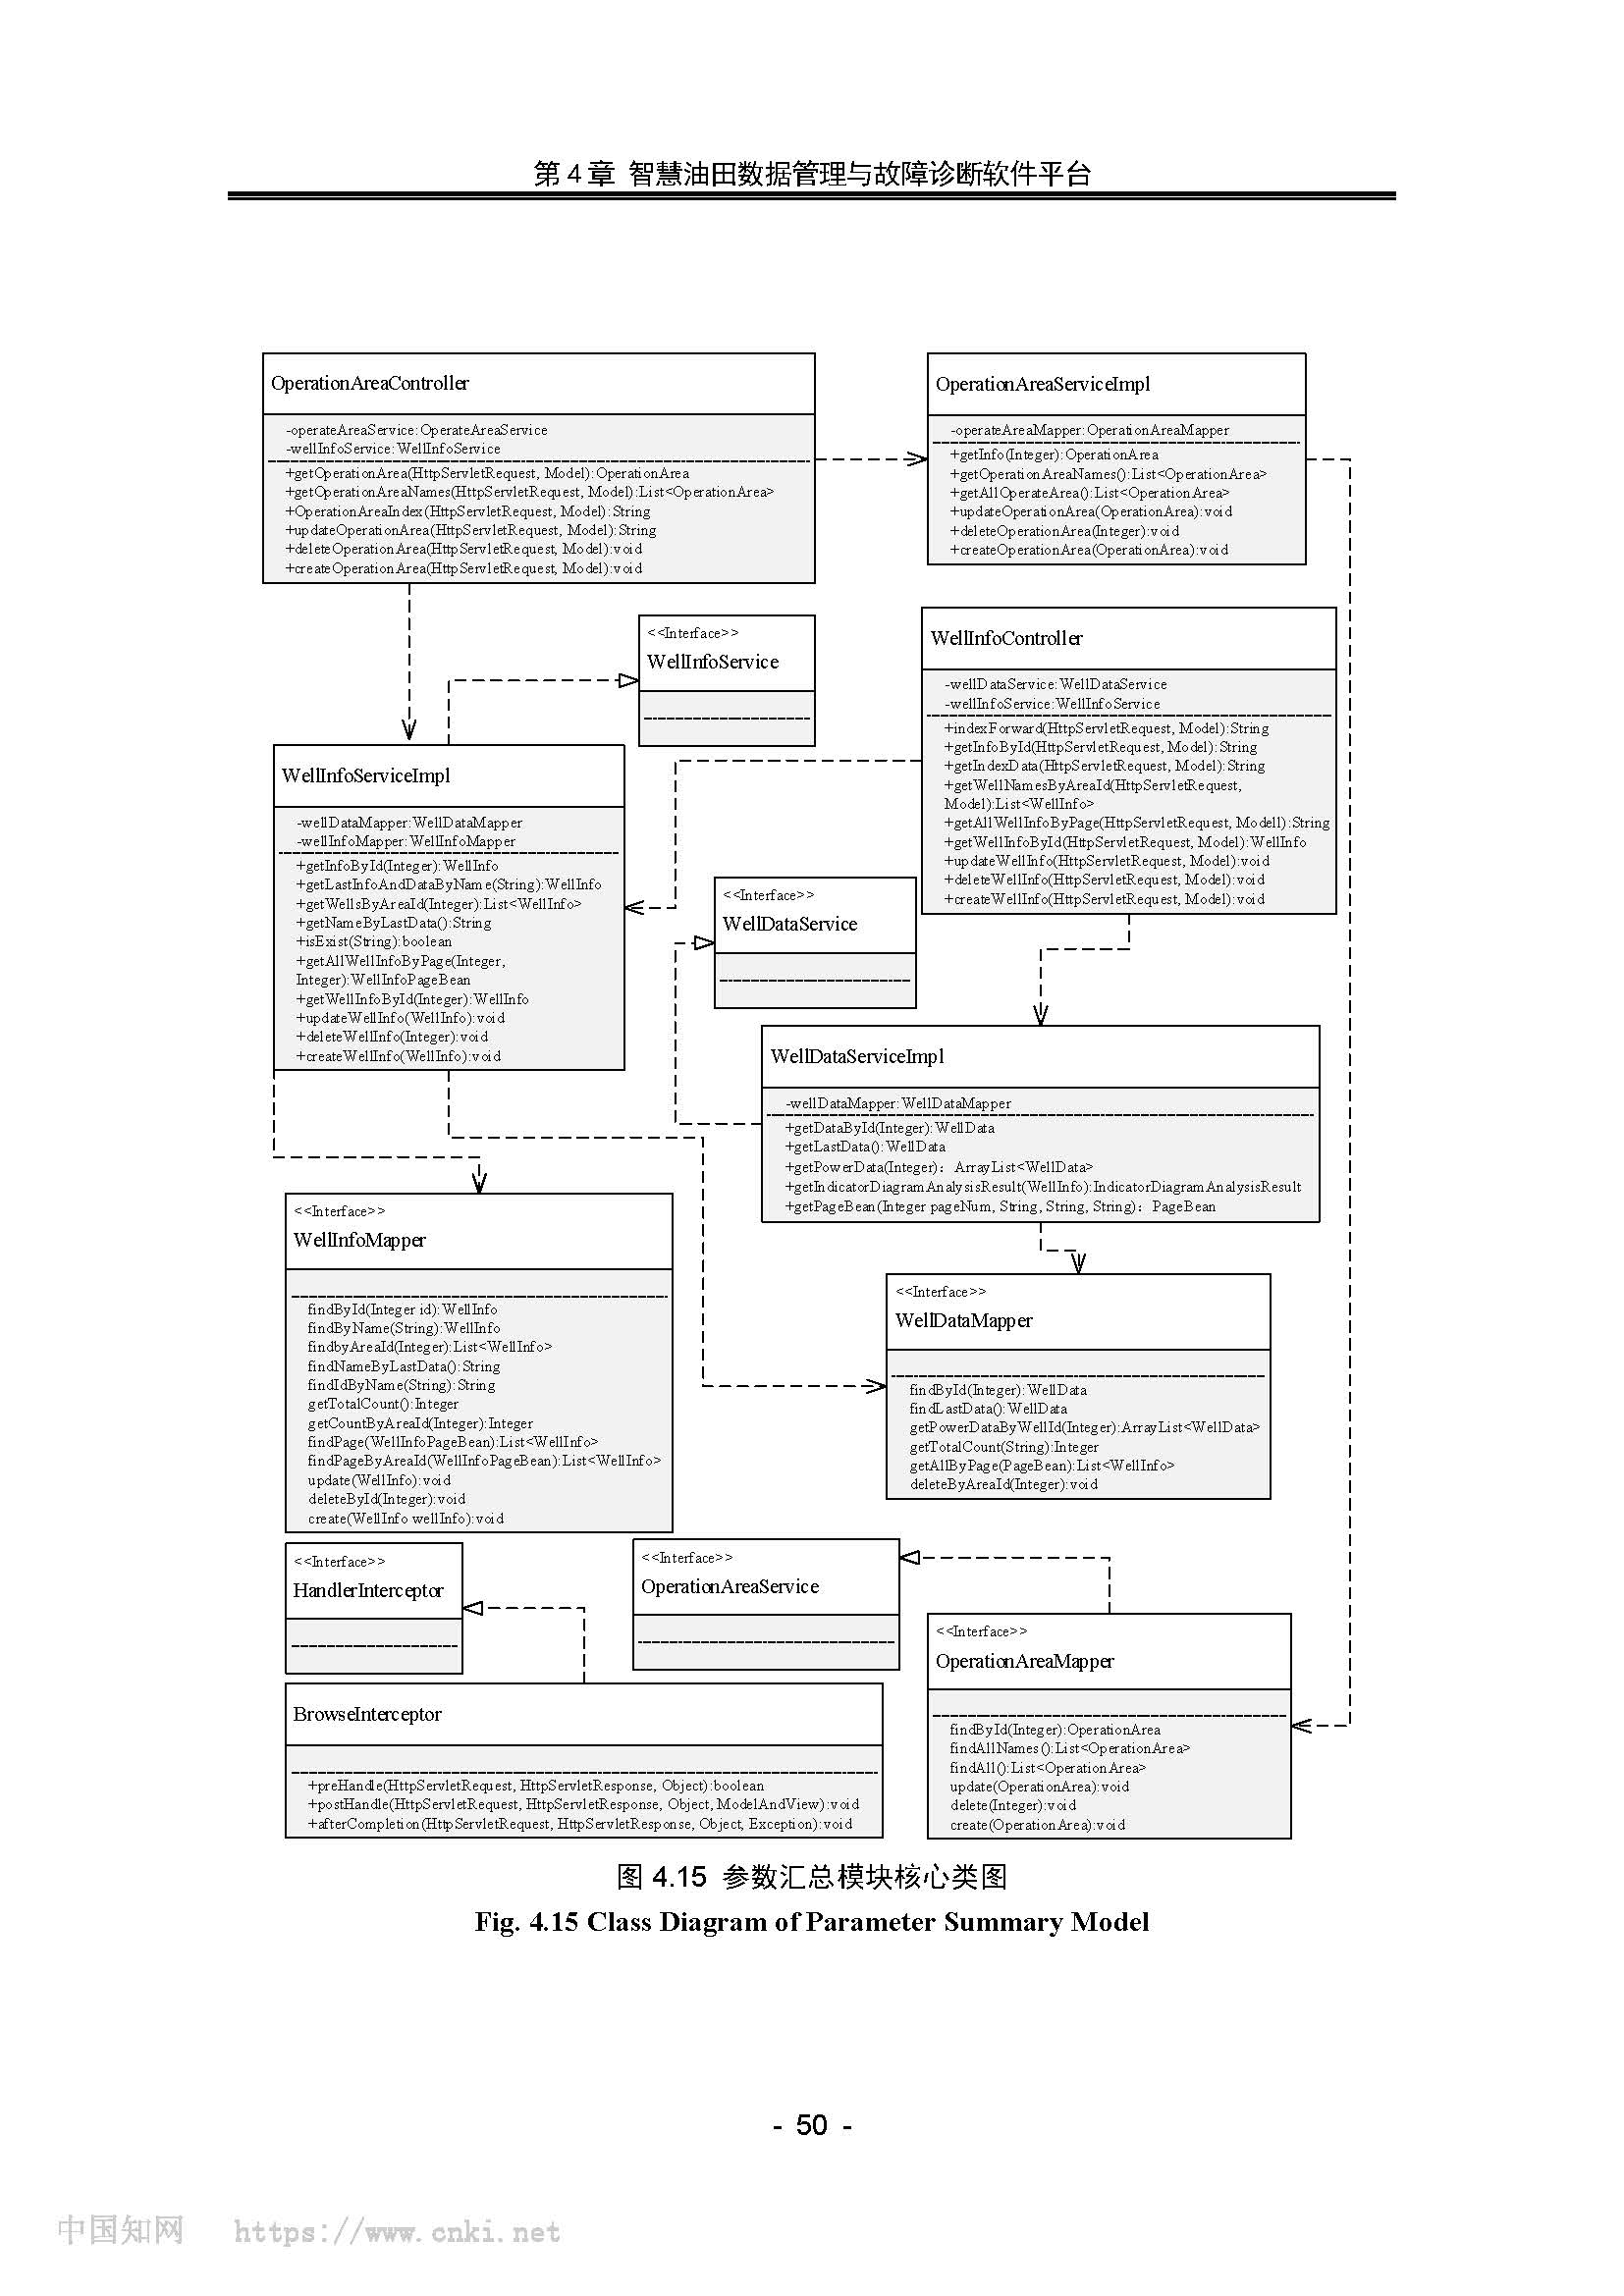 第 4 章 智慧油田数据管理与故障诊断软件平台
OperationAreaController
-operateAreaService:OperateAreaService
-wellInfoService:WellInfoService
+getOperationArea(HttpServletRequest, Model):OperationArea
+getOperationAreaNames(HttpServletRequest, Model):List<OperationArea>
+OperationAreaIndex(HttpServletRequest, Model):String
+updateOperationArea(HttpServletRequest, Model):String
+deleteOperationArea(HttpServletRequest, Model):void
+createOperationArea(HttpServletRequest, Model):void
OperationAreaServiceImpl
-operateAreaMapper:OperationAreaMapper
+getInfo(Integer):OperationArea
+getOperationAreaNames():List<OperationArea>
+getAllOperateArea():List<OperationArea>
+updateOperationArea(OperationArea):void
+deleteOperationArea(Integer):void
+createOperationArea(OperationArea):void
<<Interface>>
WellInfoService
WellInfoController
-wellDataService:WellDataService
-wellInfoService:WellInfoService
+indexForward(HttpServletRequest, Model):String
+getInfoById(HttpServletRequest, Model):String
+getIndexData(HttpServletRequest, Model):String
+getWellNamesByAreaId(HttpServletRequest,
Model):List<WellInfo>
+getAllWellInfoByPage(HttpServletRequest, Modell):String
+getWellInfoById(HttpServletRequest, Model):WellInfo
+updateWellInfo(HttpServletRequest, Model):void
+deleteWellInfo(HttpServletRequest, Model):void
+createWellInfo(HttpServletRequest, Model):void
WellInfoServiceImpl
-wellDataMapper:WellDataMapper
-wellInfoMapper:WellInfoMapper
+getInfoById(Integer):WellInfo
+getLastInfoAndDataByName(String):WellInfo
+getWellsByAreaId(Integer):List<WellInfo>
+getNameByLastData():String
+isExist(String):boolean
+getAllWellInfoByPage(Integer,
Integer):WellInfoPageBean
+getWellInfoById(Integer):WellInfo
+updateWellInfo(WellInfo):void
+deleteWellInfo(Integer):void
+createWellInfo(WellInfo):void
<<Interface>>
WellDataService
WellDataServiceImpl
-wellDataMapper:WellDataMapper
+getDataById(Integer):WellData
+getLastData():WellData
+getPowerData(Integer)：ArrayList<WellData>
+getIndicatorDiagramAnalysisResult(WellInfo):IndicatorDiagramAnalysisResult
+getPageBean(Integer pageNum, String, String, String)：PageBean
<<Interface>>
WellInfoMapper
findById(Integer id):WellInfo
findByName(String):WellInfo
findbyAreaId(Integer):List<WellInfo>
findNameByLastData():String
findIdByName(String):String
getTotalCount():Integer
getCountByAreaId(Integer):Integer
findPage(WellInfoPageBean):List<WellInfo>
findPageByAreaId(WellInfoPageBean):List<WellInfo>
update(WellInfo):void
deleteById(Integer):void
create(WellInfo wellInfo):void
<<Interface>>
WellDataMapper
findById(Integer):WellData
findLastData():WellData
getPowerDataByWellId(Integer):ArrayList<WellData>
getTotalCount(String):Integer
getAllByPage(PageBean):List<WellInfo>
deleteByAreaId(Integer):void
<<Interface>>
HandlerInterceptor
<<Interface>>
OperationAreaService
<<Interface>>
OperationAreaMapper
findById(Integer):OperationArea
findAllNames():List<OperationArea>
findAll():List<OperationArea>
update(OperationArea):void
delete(Integer):void
create(OperationArea):void
BrowseInterceptor
+preHandle(HttpServletRequest, HttpServletResponse, Object):boolean
+postHandle(HttpServletRequest, HttpServletResponse, Object, ModelAndView):void
+afterCompletion(HttpServletRequest, HttpServletResponse, Object, Exception):void
图 4.15 参数汇总模块核心类图
Fig. 4.15 Class Diagram of Parameter Summary Model
- 50 -
中国知网 https://www.cnki.net